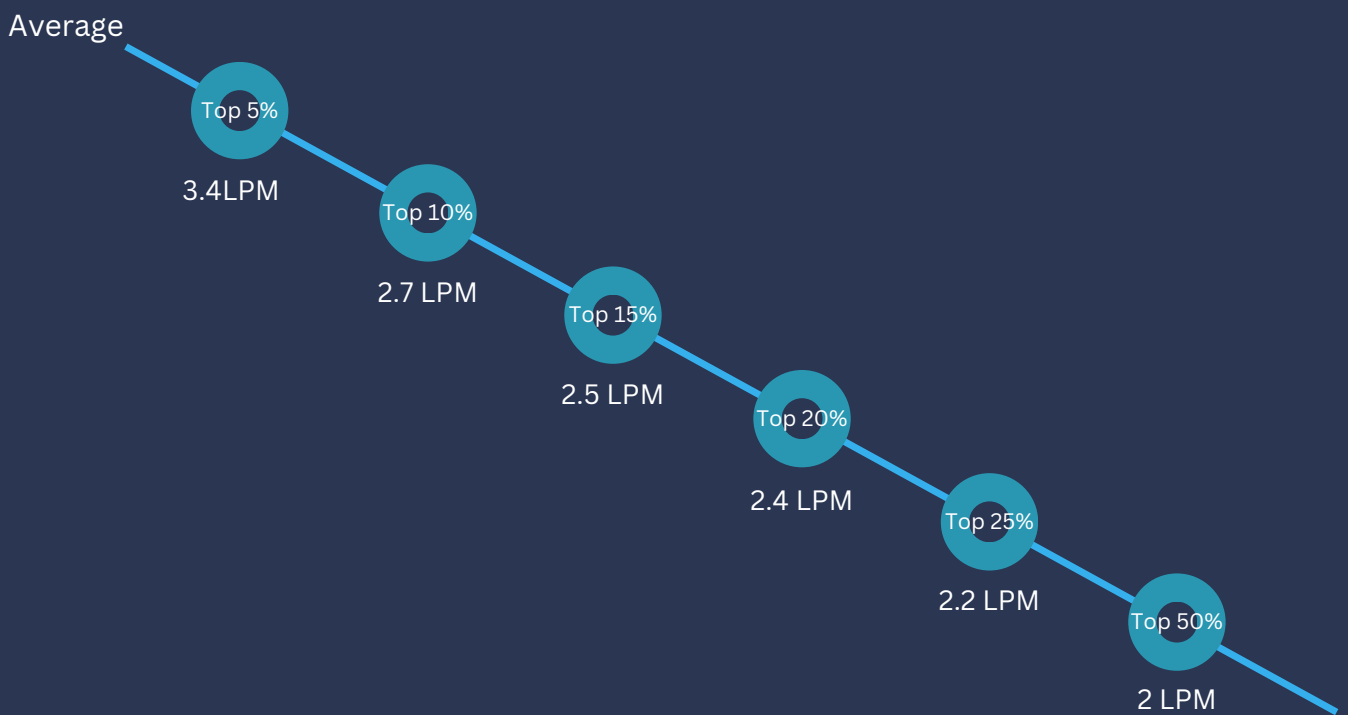 Average
Top 5%
3.4LPM
Top 10%
2.7 LPM
Top 15%
2.5 LPM
Top 20%
2.4 LPM
Top 25%
2.2 LPM
Top 50%
2 LPM